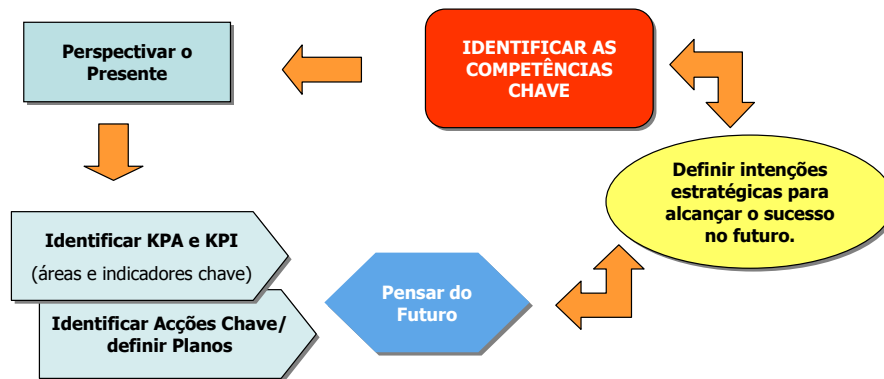 Perspectivar o
Presente
IDENTIFICAR AS
COMPETÊNCIAS
CHAVE
Definir intenções
estratégicas para
alcançar o sucesso
no futuro.
Identificar KPA e KPI
(áreas e indicadores chave)
Identificar Acções Chave/
definir Planos
Pensar do
Futuro